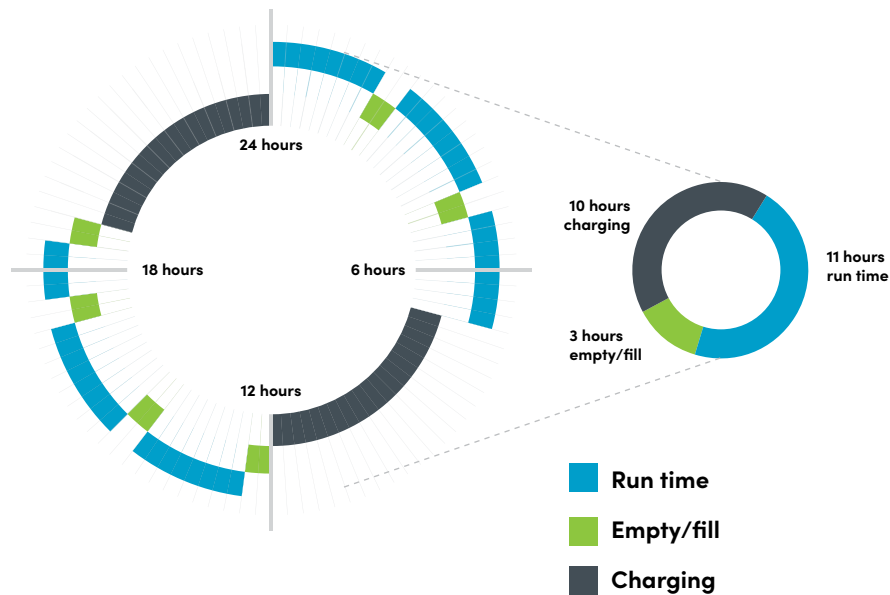 24 hours
18 hours
6 hours
12 hours
10 hours
charging
11 hours
run time
3 hours
empty/fill
Run time
Empty/fill
Charging